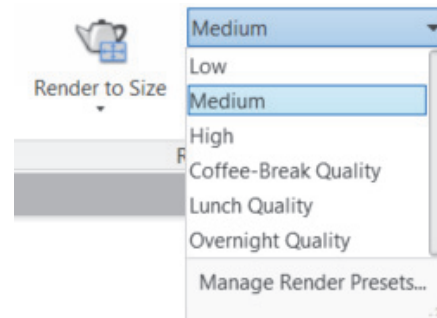 Medium
Render to Size
Low
Medium
High
R
Coffee-Break Quality
Lunch Quality
Overnight Quality
Manage Render Presets...